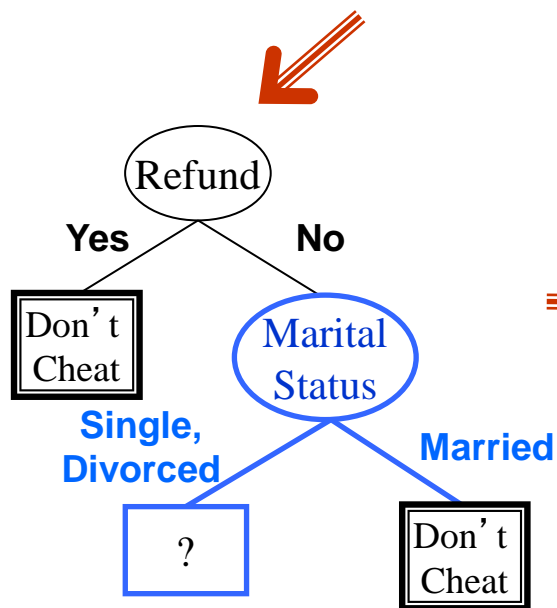 Refund
Yes
No
Don't
Cheat
Marital
Status
Single,
Divorced
Married
?
Don't
Cheat